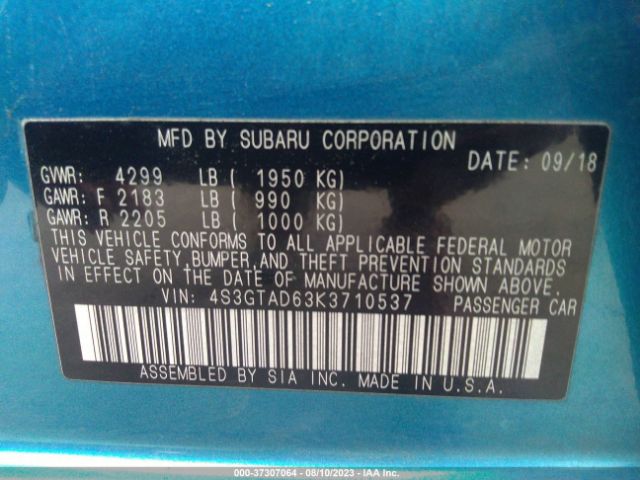 MFD BY SUBARU CORPORATION
DATE: 09/18
GVWR: 4299 LB ( 1950 KG)
GAWR: F 2183 LB ( 990 KG)
GAWR: R 2205 LB ( 1000 KG)
THIS VEHICLE CONFORMS TO ALL APPLICABLE FEDERAL MOTOR
VEHICLE SAFETY, BUMPER, AND THEFT PREVENTION STANDARDS
IN EFFECT ON THE DATE OF MANUFACTURE SHOWN ABOVE.
VIN: 4S3GTAD63K3710537 PASSENGER CAR
ASSEMBLED BY SIA INC. MADE IN U.S.A.
000-37307064 - 08/10/2023 - IAA Inc.